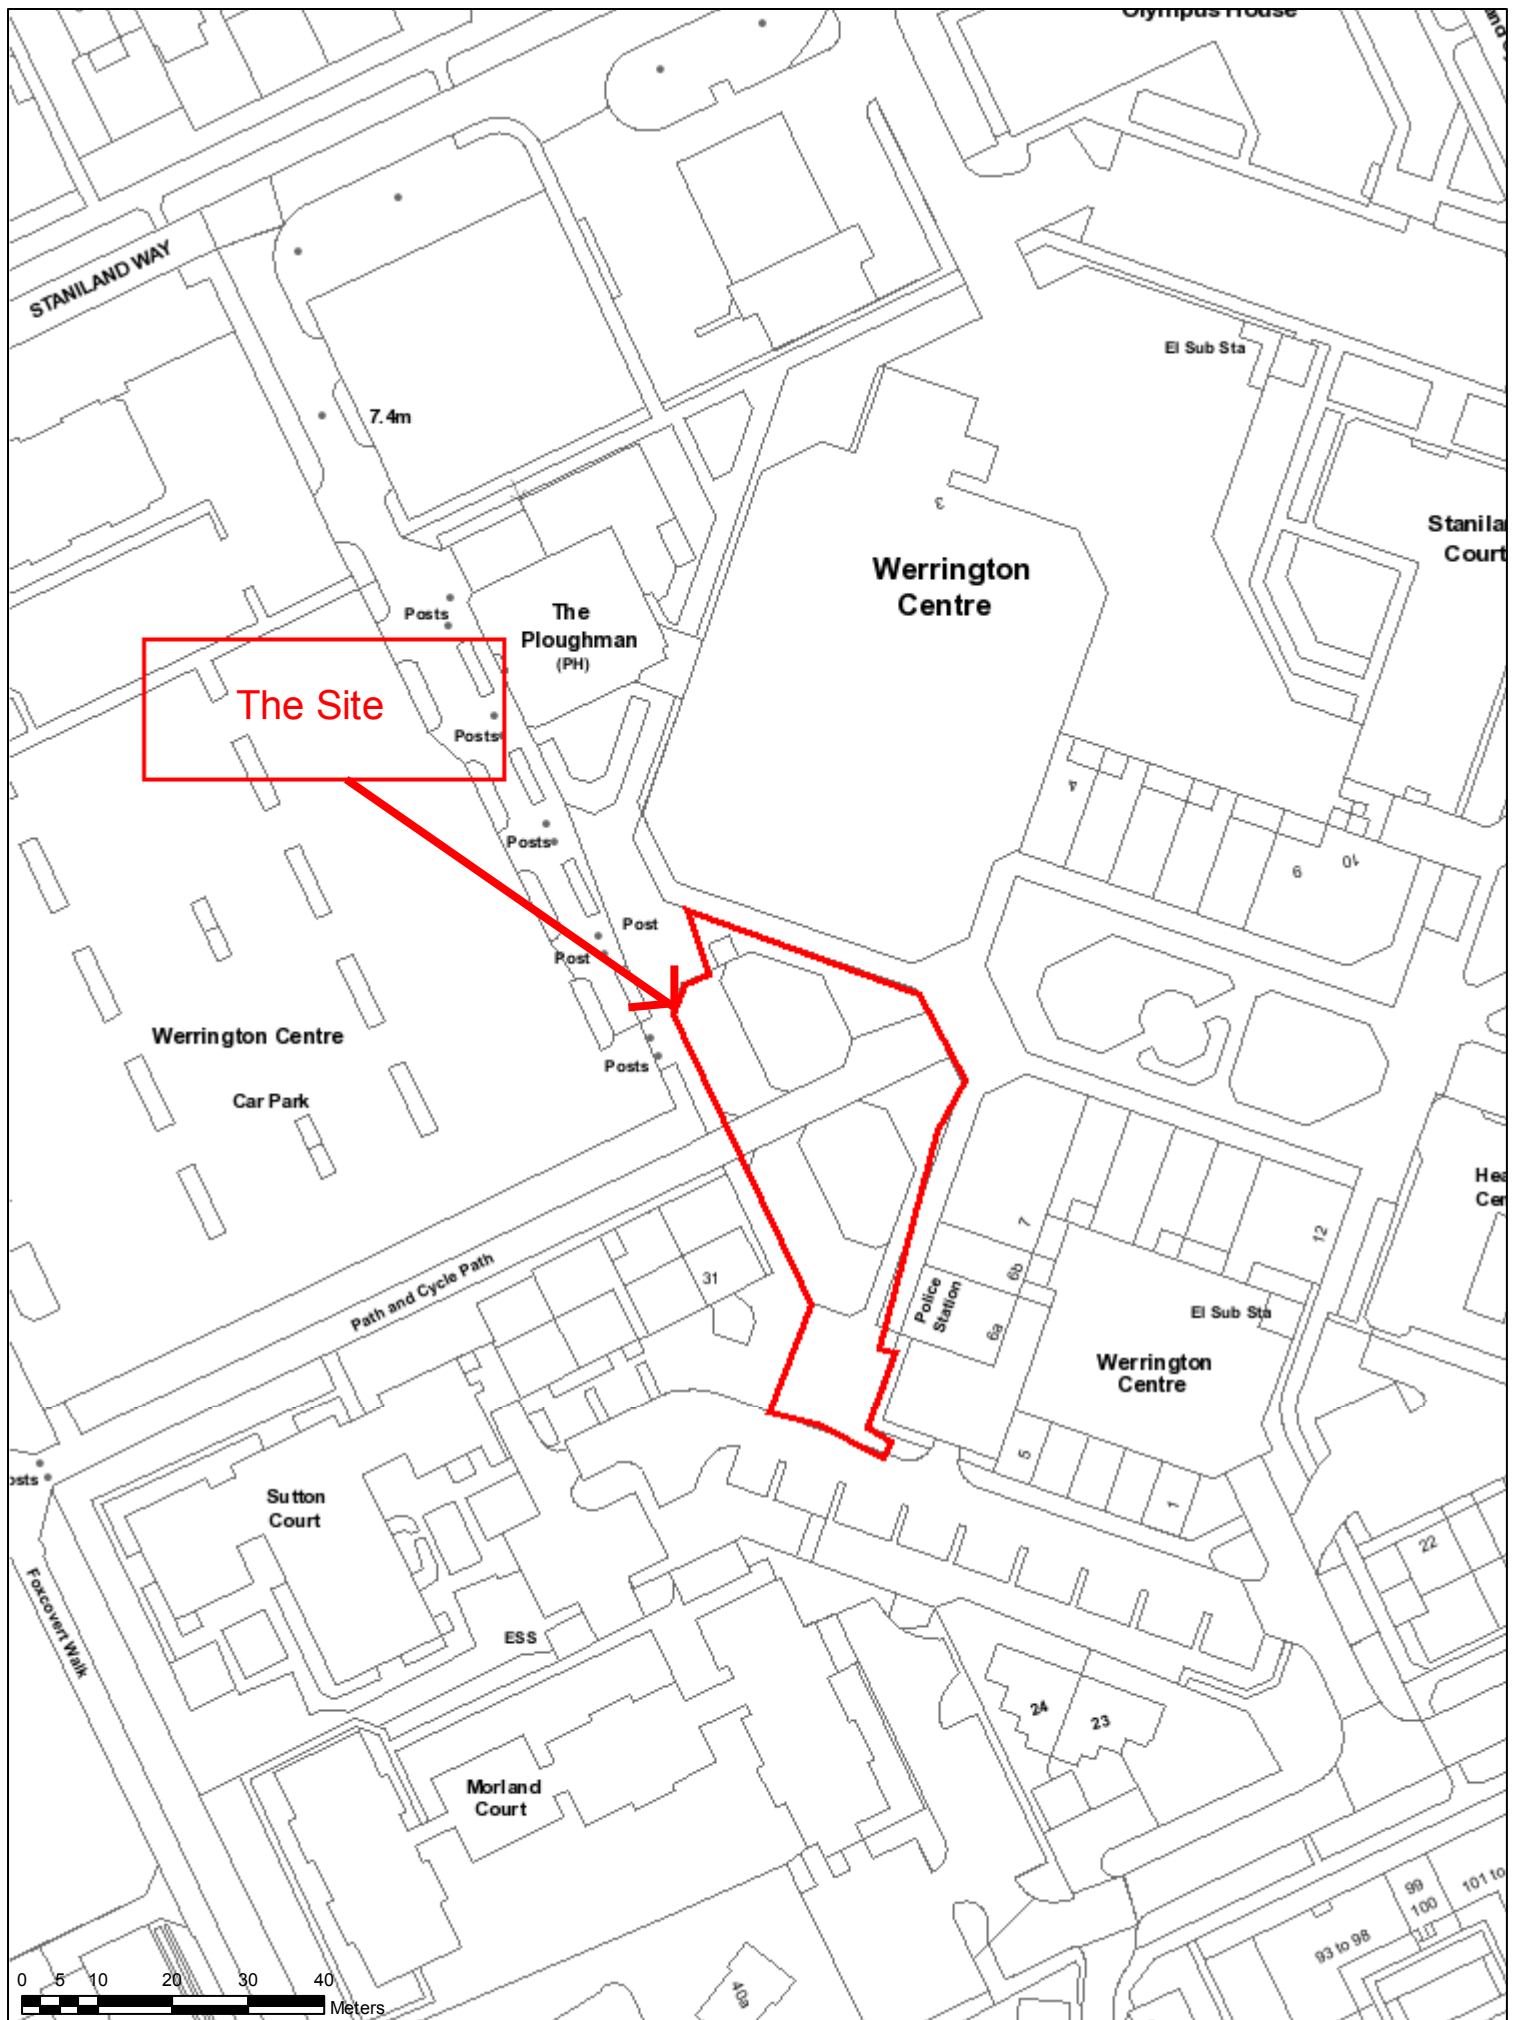 Olympus House
STANILAND WAY
El Sub Sta
7.4m
3
Court
Werrington
Centre
The
Ploughman
(PH)
Posts
The Site
Posts
4
Posts
9
10
Post
Post
Werrington Centre
Posts
Car Park
7
12
Path and Cycle Path
31
6b
Police
Station
6a
El Sub Sta
Werrington
Centre
5
1
Sutton
Court
22
Foxcovert Walk
ESS
24
23
Morland
Court
99
100
101 to
93 to 98
40a
0 5 10 20 30 40
Meters